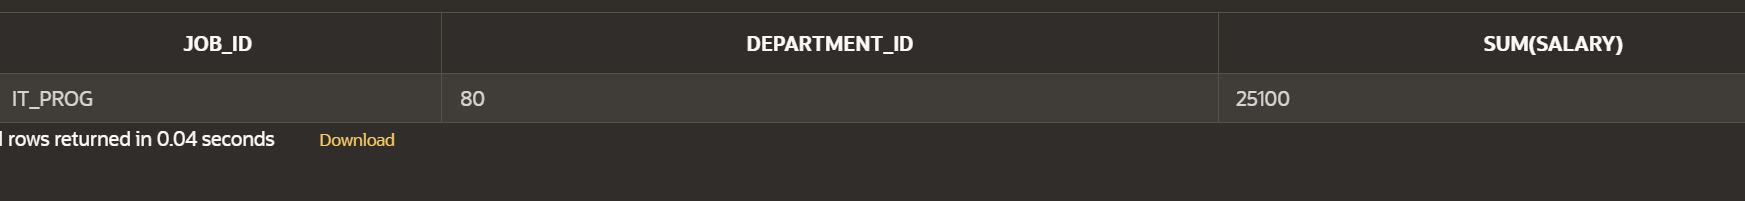 JOB_ID DEPARTMENT_ID SUM(SALARY)
IT_PROG 80 25100
rows returned in 0.04 seconds Download